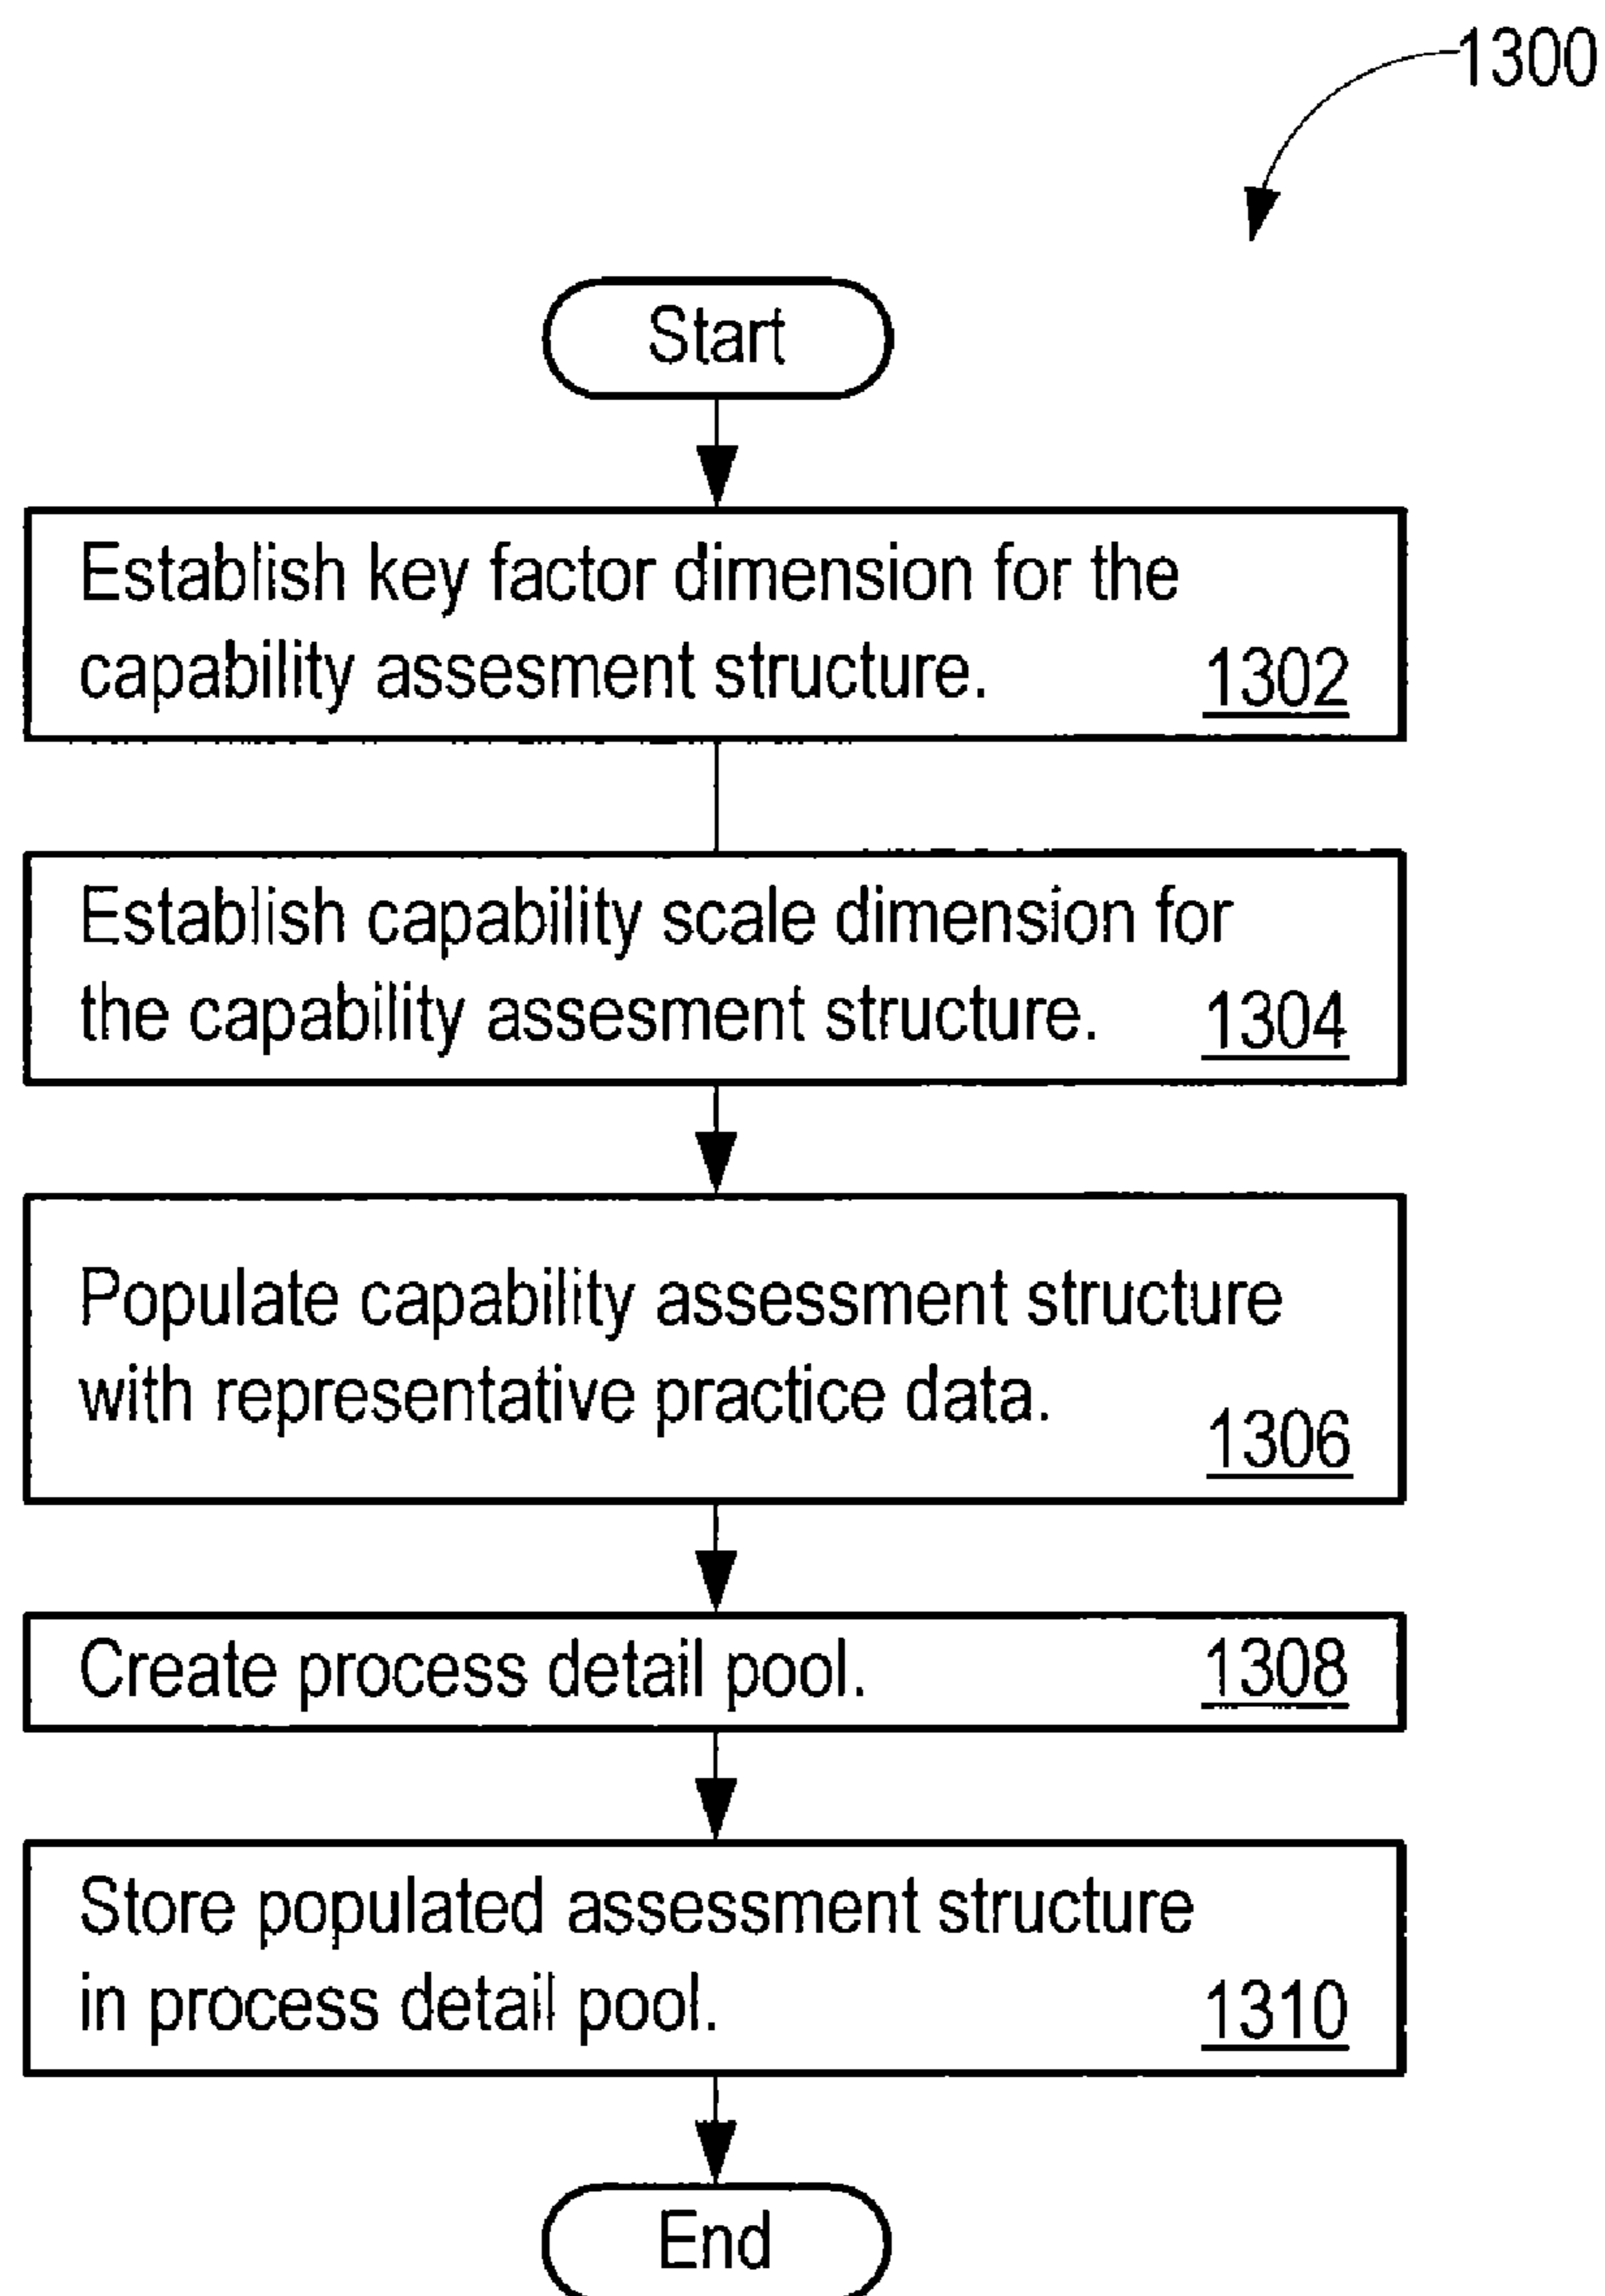 1300
Start
Establish key factor dimension for the
capability assesment structure. 1302
Establish capability scale dimension for
the capability assesment structure. 1304
Populate capability assessment structure
with representative practice data.
1306
Create process detail pool. 1308
Store populated assessment structure
in process detail pool. 1310
End